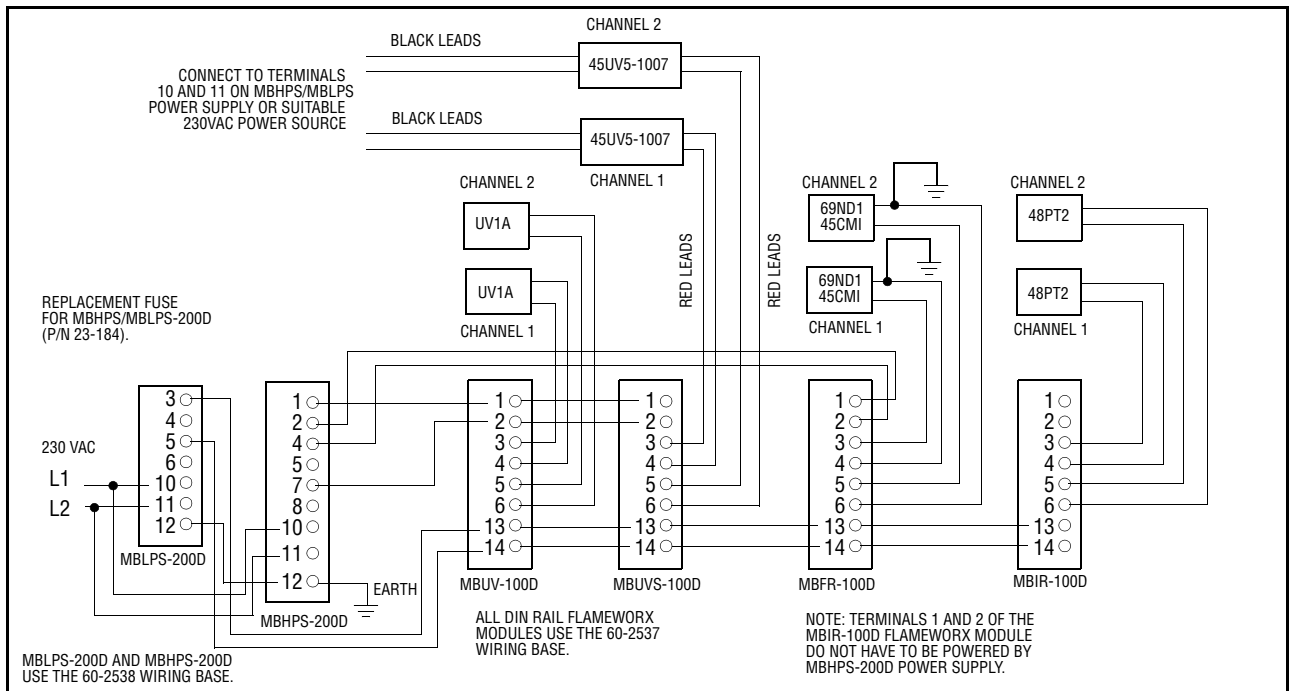 CHANNEL 2
BLACK LEADS
45UV5-1007
CONNECT TO TERMINALS
10 AND 11 ON MBHPS/MBLPS
POWER SUPPLY OR SUITABLE
230VAC POWER SOURCE
BLACK LEADS
45UV5-1007
CHANNEL 1
CHANNEL 2
UV1A
UV1A
CHANNEL 1
RED LEADS
RED LEADS
CHANNEL 2
69ND1
45CMI
69ND1
45CMI
CHANNEL 1
CHANNEL 2
48PT2
48PT2
CHANNEL 1
REPLACEMENT FUSE
FOR MBHPS/MBLPS-200D
(P/N 23-184).
230 VAC
L1
L2
3
4
5
6
10
11
12
MBLPS-200D
1
2
4
5
7
8
10
11
12
EARTH
MBHPS-200D
1
2
3
4
5
6
13
14
MBUV-100D
1
2
3
4
5
6
13
14
MBUVS-100D
1
2
3
4
5
6
13
14
MBFR-100D
1
2
3
4
5
6
13
14
MBIR-100D
MBLPS-200D AND MBHPS-200D
USE THE 60-2538 WIRING BASE.
ALL DIN RAIL FLAMEWORX
MODULES USE THE 60-2537
WIRING BASE.
NOTE: TERMINALS 1 AND 2 OF THE
MBIR-100D FLAMEWORX MODULE
DO NOT HAVE TO BE POWERED BY
MBHPS-200D POWER SUPPLY.